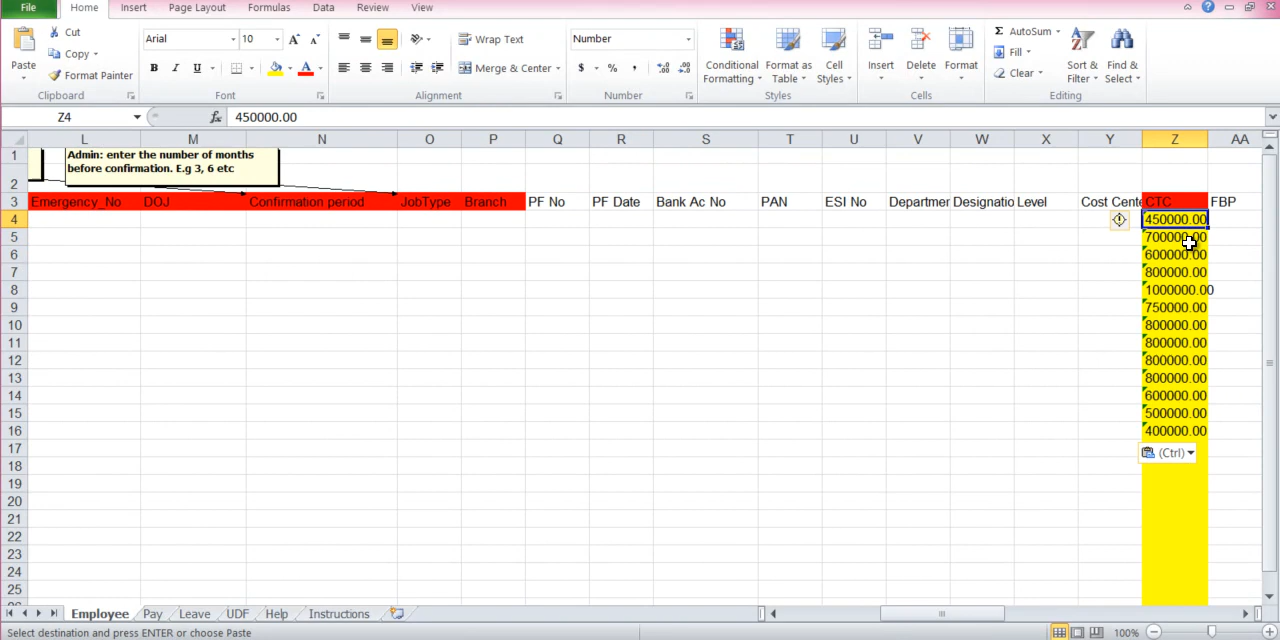 File Home Insert Page Layout Formulas Data Review View
Cut
Copy
Format Painter
Paste
Clipboard
Arial 10
B I U
Font
Wrap Text
Merge & Center
Alignment
Number
$ % ,
Number
Conditional Formatting
Format as Table
Cell Styles
Styles
Insert Delete Format
Cells
Σ AutoSum
Fill
Clear
Sort & Filter
Find & Select
Editing
Z4 fx 450000.00
L M N O P Q R S T U V W X Y Z AA
1
Admin: enter the number of months
before confirmation. E.g 3, 6 etc
2
3 Emergency_No DOJ Confirmation period JobType Branch PF No PF Date Bank Ac No PAN ESI No Departmer Designatio Level Cost Cente CTC FBP
4 450000.00
5 700000.00
6 600000.00
7 800000.00
8 1000000.00
9 750000.00
10 800000.00
11 800000.00
12 800000.00
13 800000.00
14 600000.00
15 500000.00
16 400000.00
17 (Ctrl)
18
19
20
21
22
23
24
25
Employee Pay Leave UDF Help Instructions
Select destination and press ENTER or choose Paste 100%